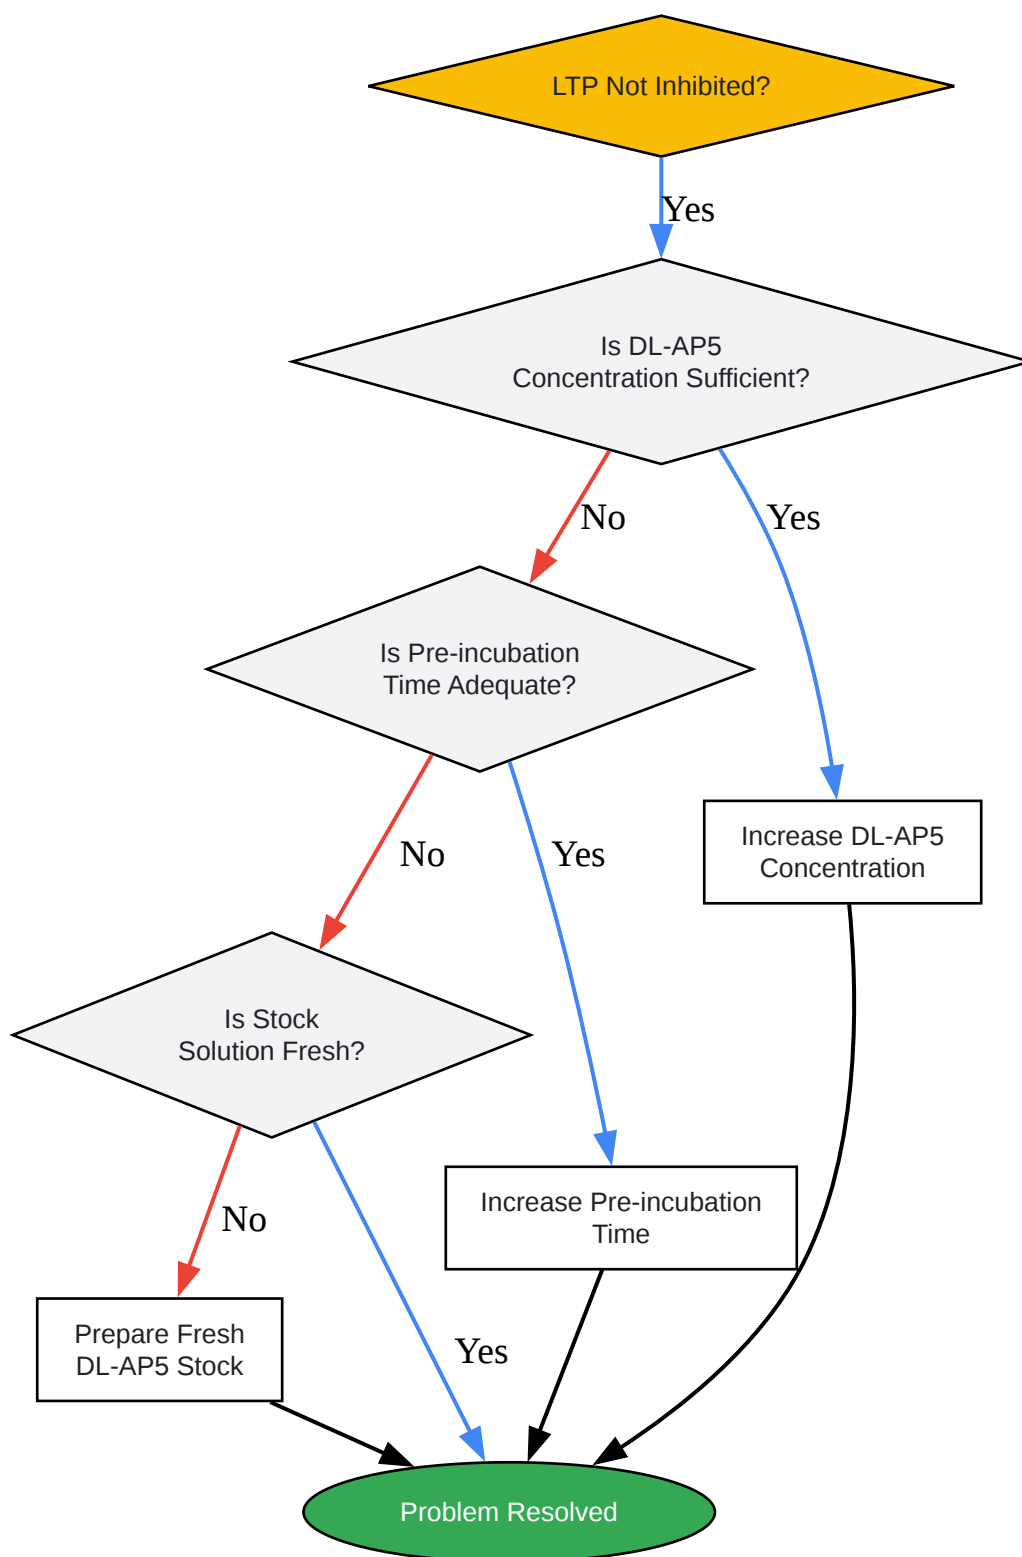 LTP Not Inhibited?
Yes
Is DL-AP5
Concentration Sufficient?
No
Yes
Is Pre-incubation
Time Adequate?
No
Yes
Increase DL-AP5
Concentration
Is Stock
Solution Fresh?
No
Yes
Increase Pre-incubation
Time
Prepare Fresh
DL-AP5 Stock
Problem Resolved